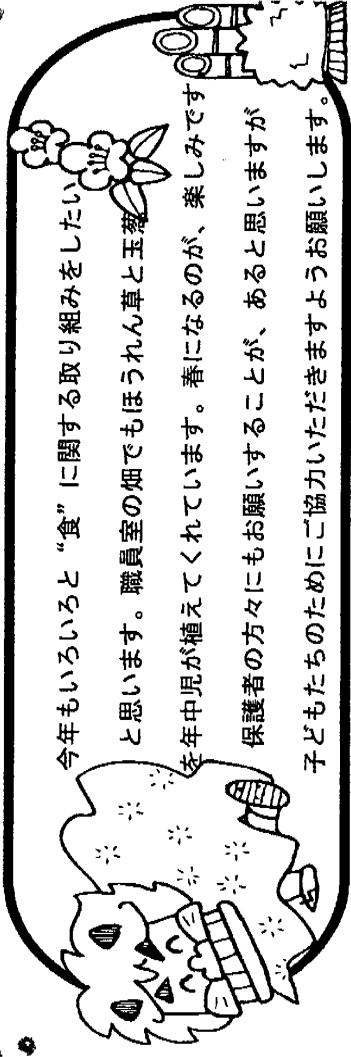 今年もいろいろと“食”に関する取り組みをしたい
と思います。職員室の畑でもほうれん草と玉葱
を年中児が植えてくれています。春になるのが、楽しみです
保護者の方々にもお願いすることが、あると思いますが
子どもたちのためにご協力いただきますようお願いします。